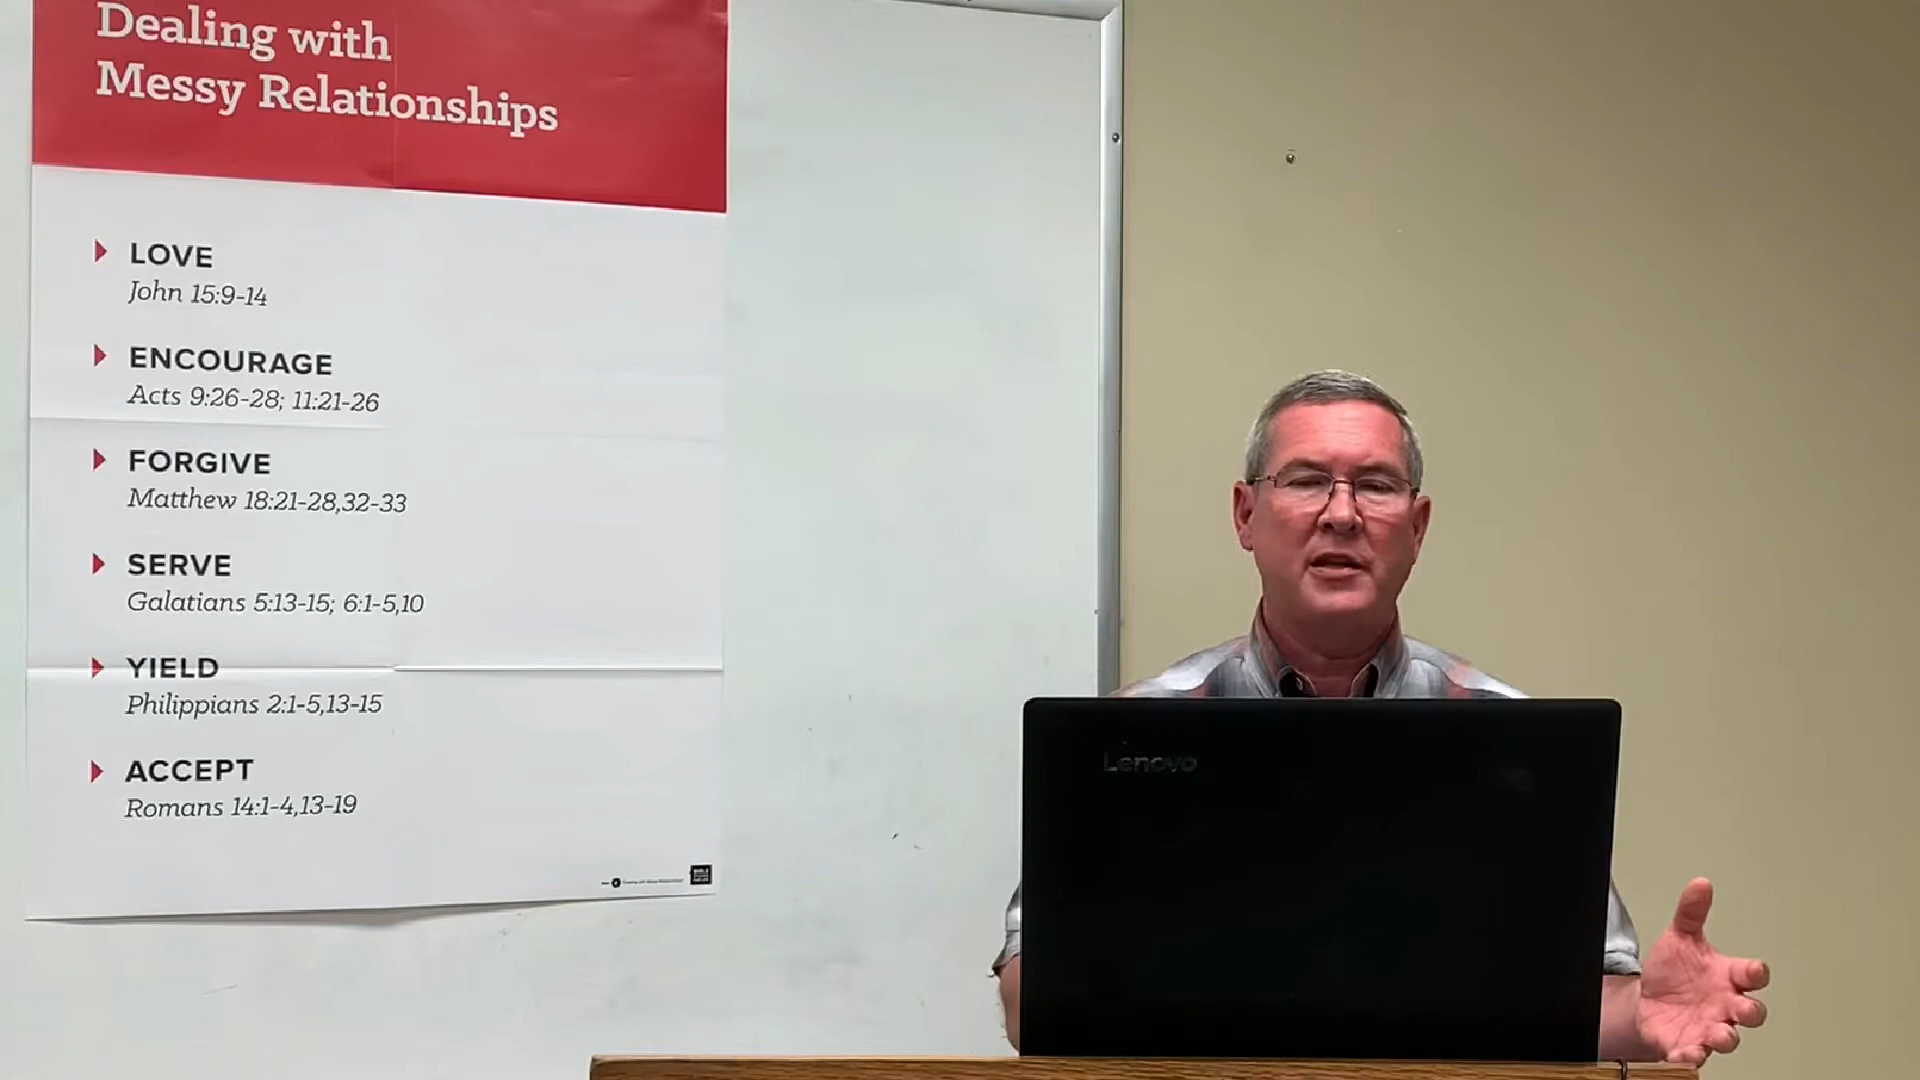 Dealing with
Messy Relationships
LOVE
John 15:9-14
ENCOURAGE
Acts 9:26-28; 11:21-26
FORGIVE
Matthew 18:21-28,32-33
SERVE
Galatians 5:13-15; 6:1-5,10
YIELD
Philippians 2:1-5,13-15
ACCEPT
Romans 14:1-4,13-19
Lenovo